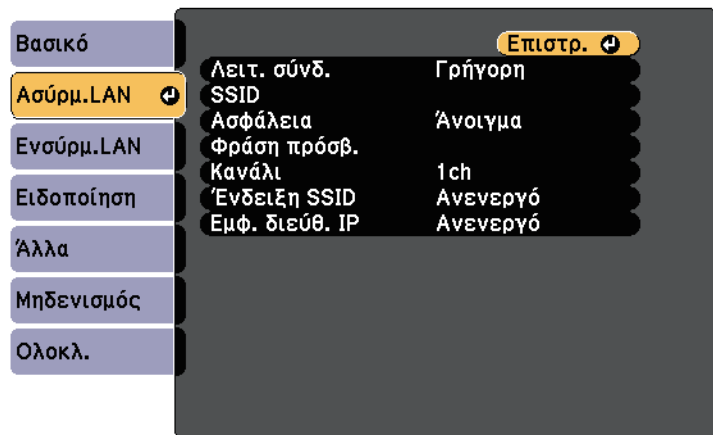 Βασικό
Ασύρμ.LAN
Ενσύρμ.LAN
Ειδοποίηση
Άλλα
Μηδενισμός
Ολοκλ.
Επιστρ.
Λειτ. σύνδ. Γρήγορη
SSID
Ασφάλεια Άνοιγμα
Φράση πρόσβ.
Κανάλι 1ch
Ένδειξη SSID Ανενεργό
Εμφ. διεύθ. IP Ανενεργό